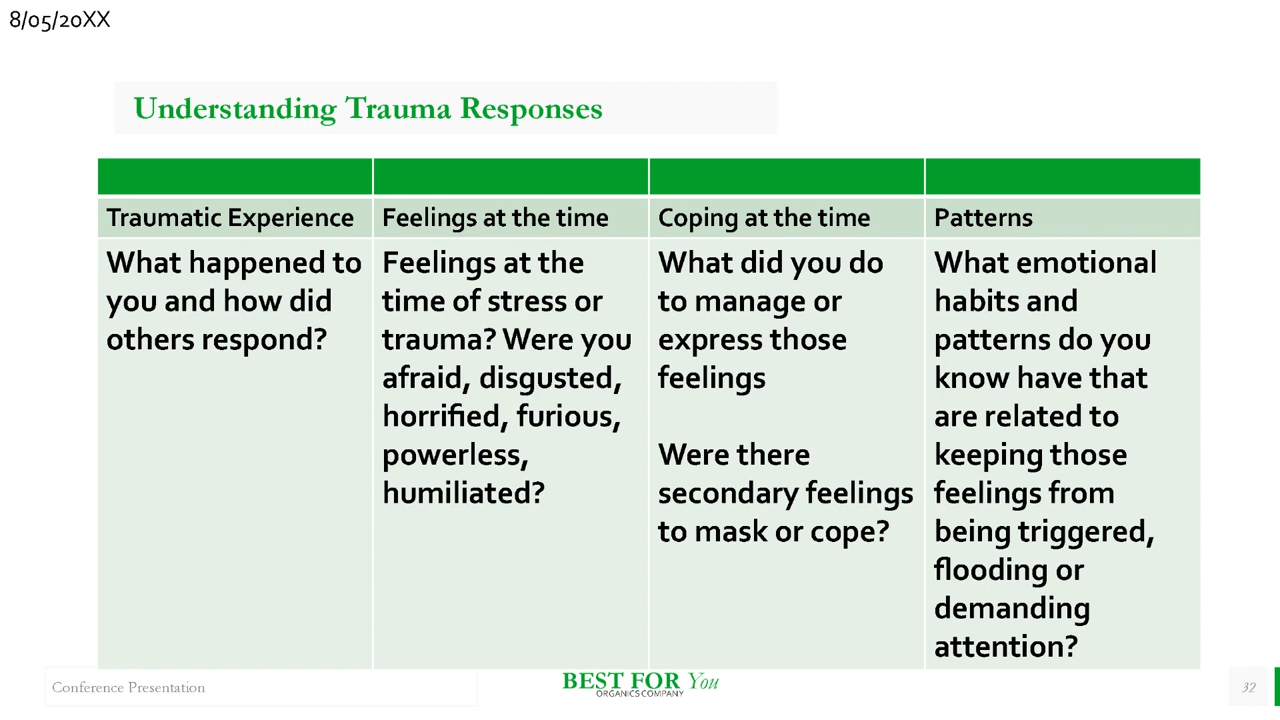 8/05/20XX
Understanding Trauma Responses
Traumatic Experience
Feelings at the time
Coping at the time
Patterns
What happened to
you and how did
others respond?
Feelings at the
time of stress or
trauma? Were you
afraid, disgusted,
horrified, furious,
powerless,
humiliated?
What did you do
to manage or
express those
feelings
Were there
secondary feelings
to mask or cope?
What emotional
habits and
patterns do you
know have that
are related to
keeping those
feelings from
being triggered,
flooding or
demanding
attention?
Conference Presentation
BEST FOR You
ORGANICS COMPANY
32